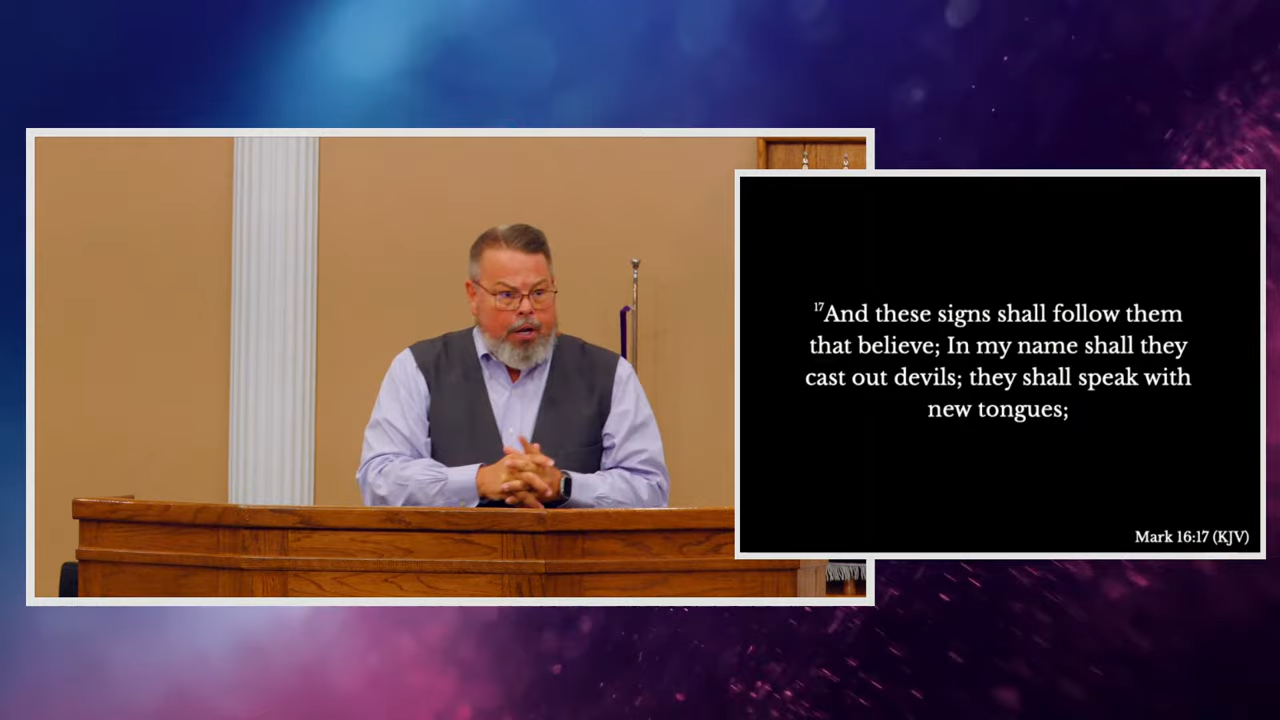 17And these signs shall follow them
that believe; In my name shall they
cast out devils; they shall speak with
new tongues;
Mark 16:17 (KJV)